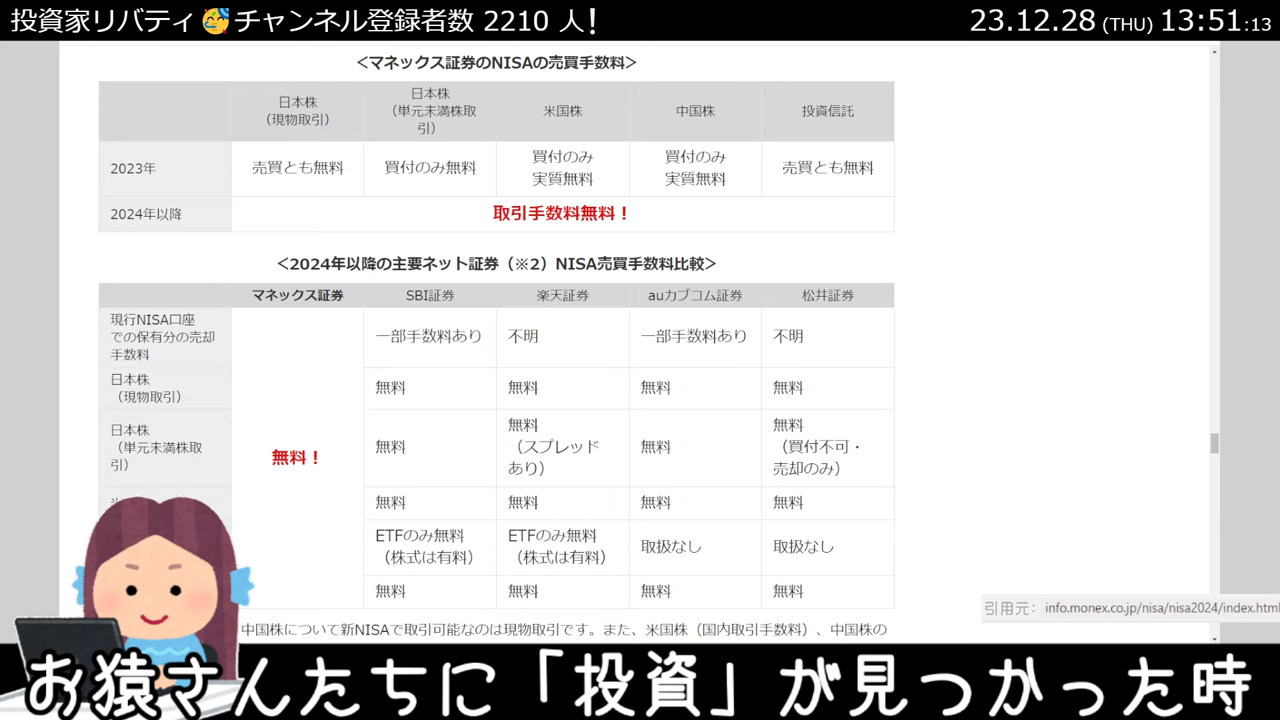 投資家リバティ🥳チャンネル登録者数 2210 人!
23.12.28 (THU) 13:51:13
<マネックス証券のNISAの売買手数料>
日本株
（現物取引）
日本株
（単元未満株取
引）
米国株
中国株
投資信託
2023年
売買とも無料
買付のみ無料
買付のみ
実質無料
買付のみ
実質無料
売買とも無料
2024年以降
取引手数料無料！
<2024年以降の主要ネット証券（※2）NISA売買手数料比較>
マネックス証券
SBI証券
楽天証券
auカブコム証券
松井証券
現行NISA口座
での保有分の売却
手数料
無料！
一部手数料あり
不明
一部手数料あり
不明
日本株
（現物取引）
無料
無料
無料
無料
日本株
（単元未満株取
引）
無料
無料
（スプレッド
あり）
無料
無料
（買付不可・
売却のみ）
無料
無料
無料
無料
ETFのみ無料
（株式は有料）
ETFのみ無料
（株式は有料）
取扱なし
取扱なし
無料
無料
無料
無料
引用元： info.monex.co.jp/nisa/nisa2024/index.html
中国株について新NISAで取引可能なのは現物取引です。また、米国株（国内取引手数料）、中国株の
お猿さんたちに「投資」が見つかった時